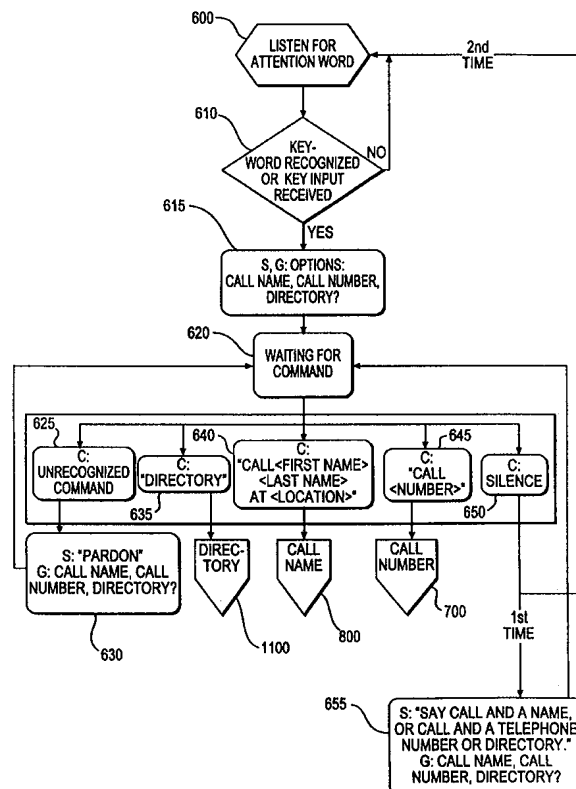 600
LISTEN FOR
ATTENTION WORD
2nd
TIME
610
KEY-
WORD RECOGNIZED
OR KEY INPUT
RECEIVED
NO
YES
615
S, G: OPTIONS:
CALL NAME, CALL NUMBER,
DIRECTORY?
620
WAITING FOR
COMMAND
625
C:
UNRECOGNIZED
COMMAND
C:
"DIRECTORY"
635
640
C:
"CALL<FIRST NAME>
<LAST NAME>
AT <LOCATION>"
645
C:
"CALL
<NUMBER>"
C:
SILENCE
650
S: "PARDON"
G: CALL NAME, CALL
NUMBER, DIRECTORY?
630
DIREC-
TORY
1100
CALL
NAME
800
CALL
NUMBER
700
1st
TIME
655
S: "SAY CALL AND A NAME,
OR CALL AND A TELEPHONE
NUMBER OR DIRECTORY."
G: CALL NAME, CALL
NUMBER, DIRECTORY?